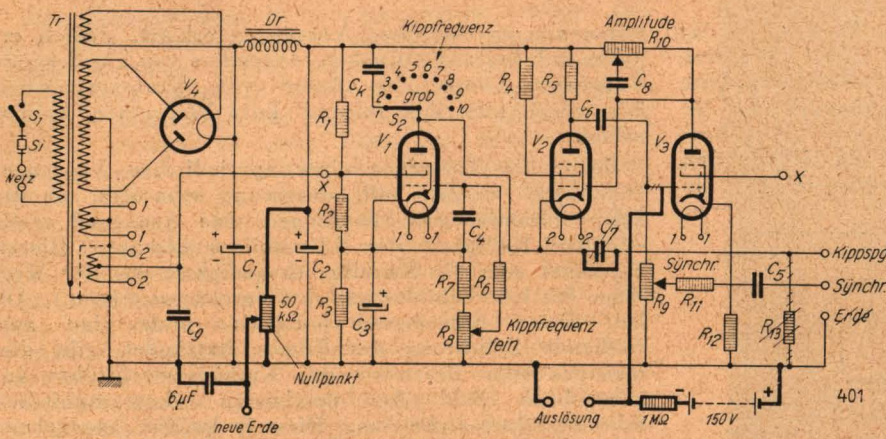 Tr
Dr
Kippfrequenz
Amplitude
R10
V4
Ck
1 2 3 4 5 6 7 8 9 10
grob
S2
R4
R5
C8
C6
S1
Si
Netz
R1
V1
V2
V3
X
X
R2
C4
1
1
2
2
1 1
2 2
C7
1 1
Kippspg.
C1
C2
R3
C3
R7
R6
R8
Kippfrequenz
fein
Synchr.
R9
R11
C5
Synchr.
R12
R13
Erde
50
kΩ
C9
Nullpunkt
6µF
neue Erde
Auslösung
1 MΩ
150 V
401